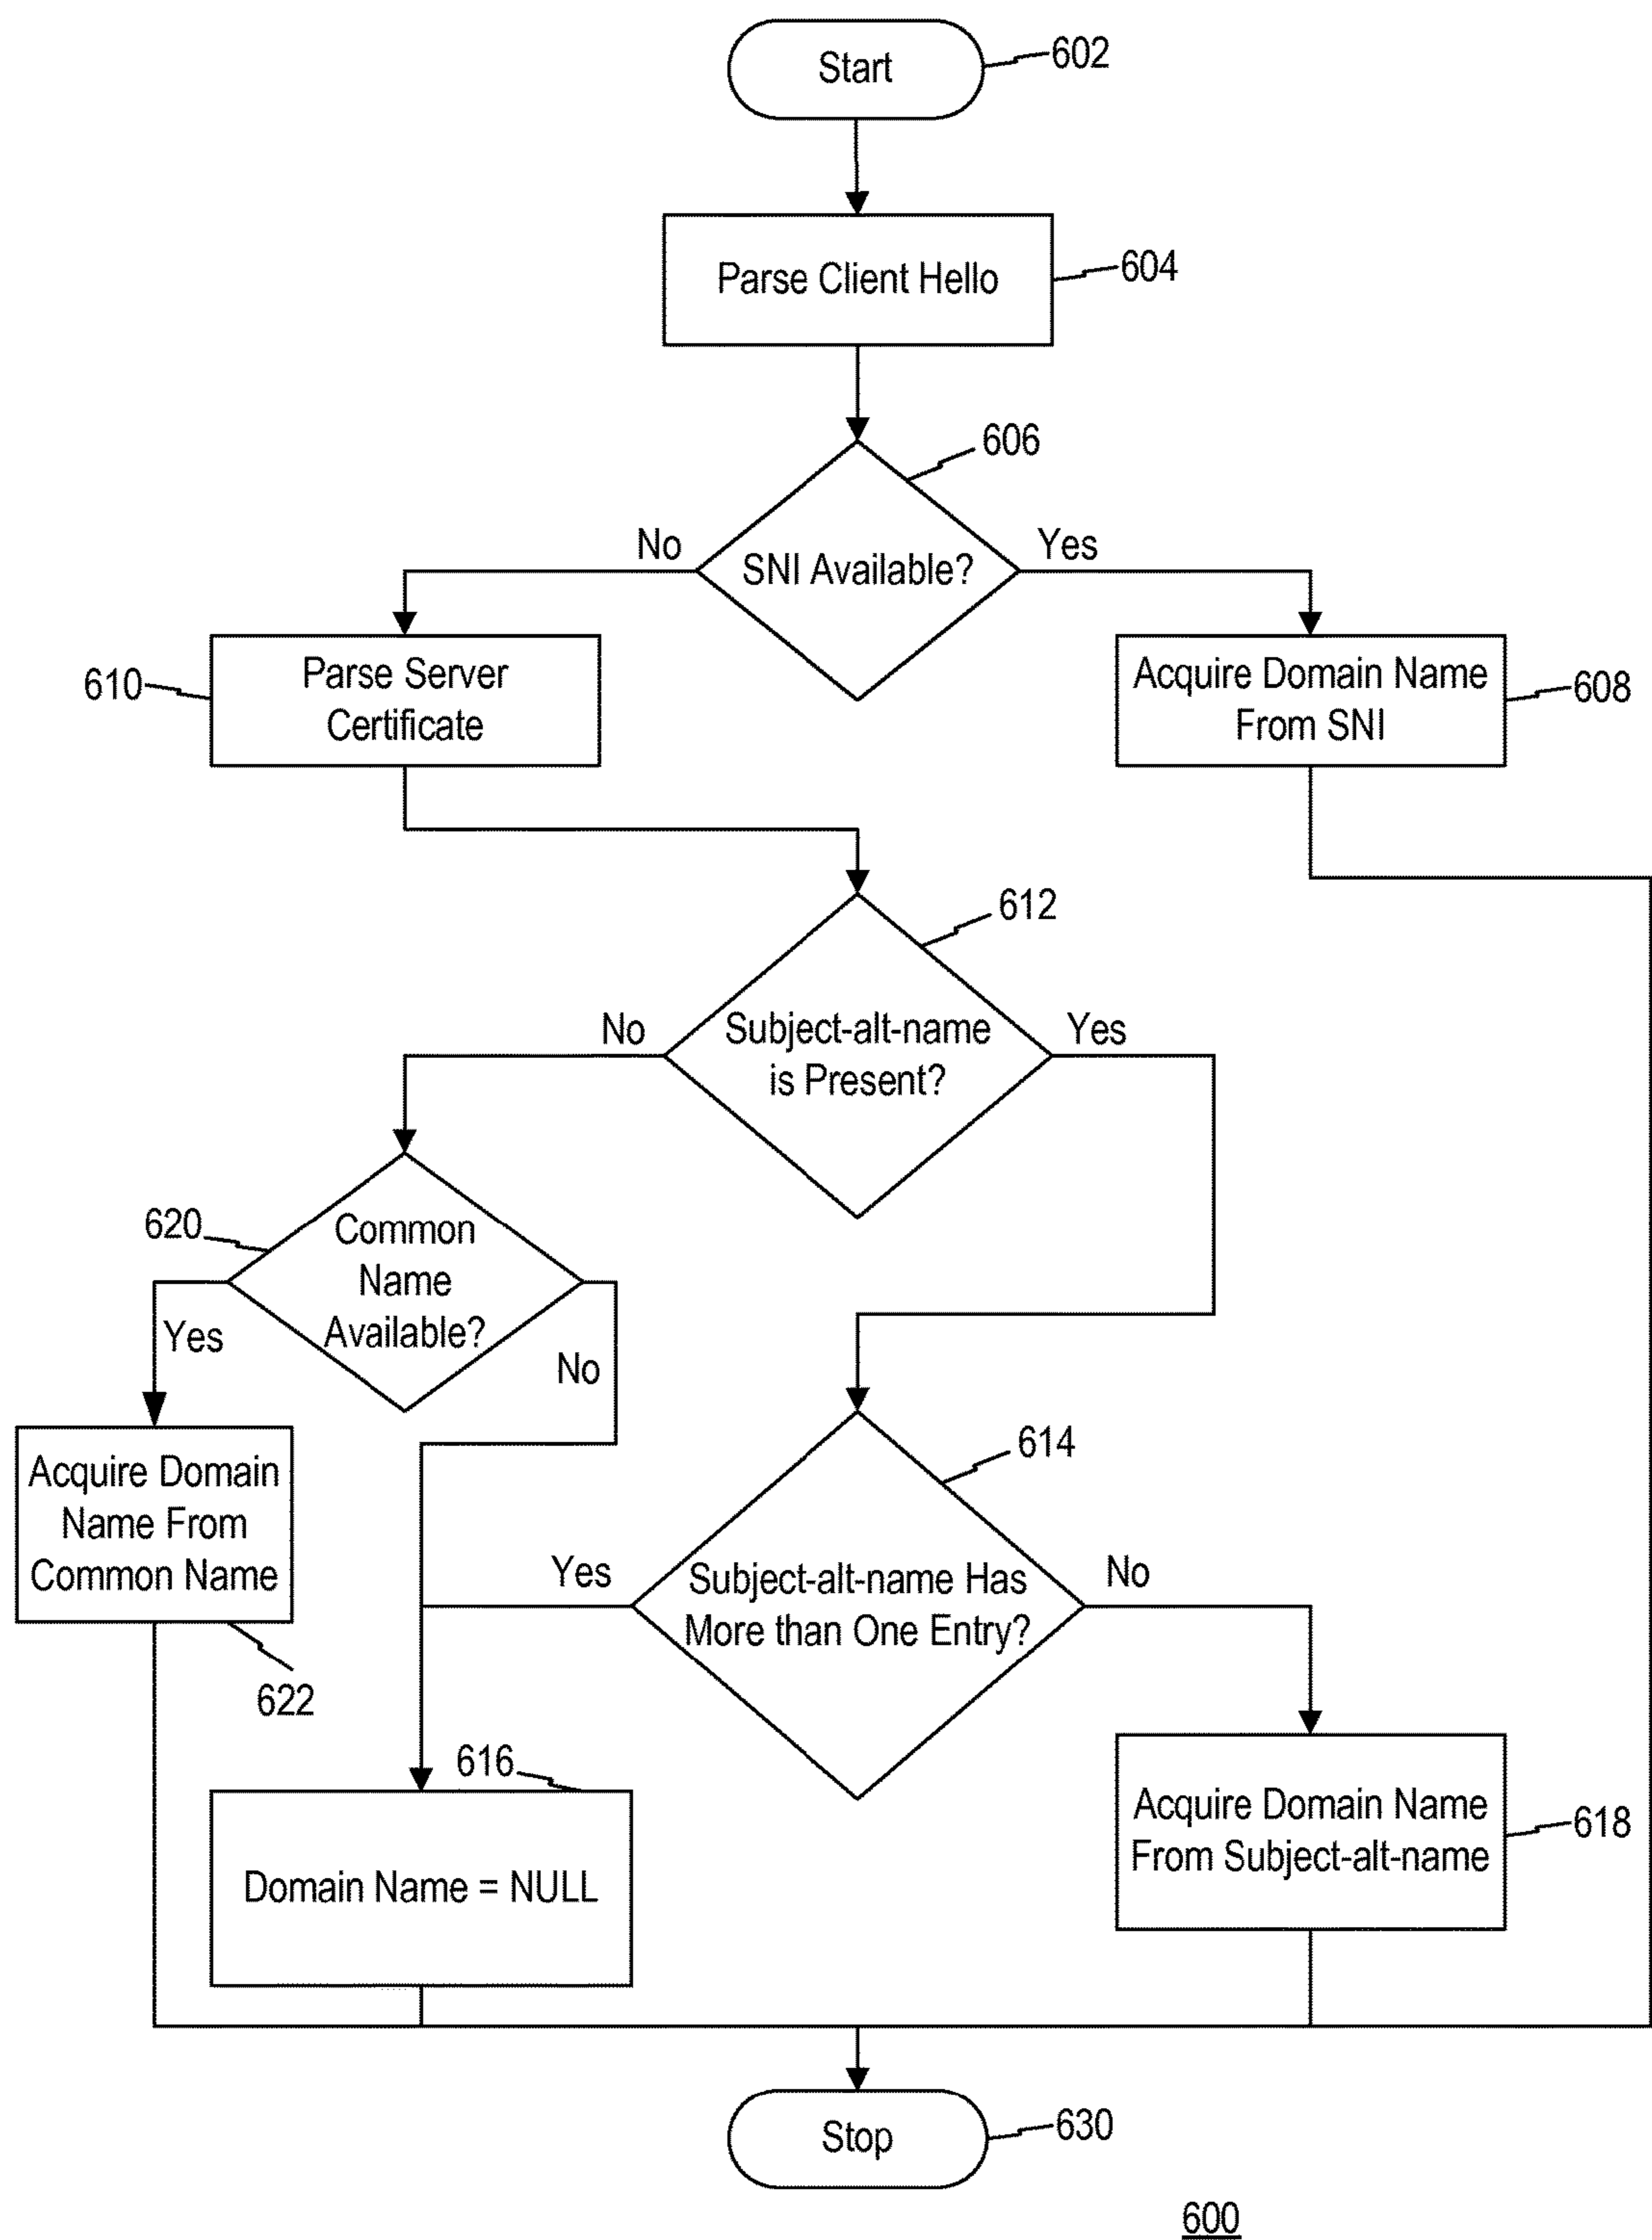 Start
602
Parse Client Hello
604
606
No
SNI Available?
Yes
610
Parse Server
Certificate
Acquire Domain Name
From SNI
608
612
No
Subject-alt-name
is Present?
Yes
620
Common
Name
Available?
Yes
No
614
Acquire Domain
Name From
Common Name
622
Yes
Subject-alt-name Has
More than One Entry?
No
616
Domain Name = NULL
Acquire Domain Name
From Subject-alt-name
618
Stop
630
600